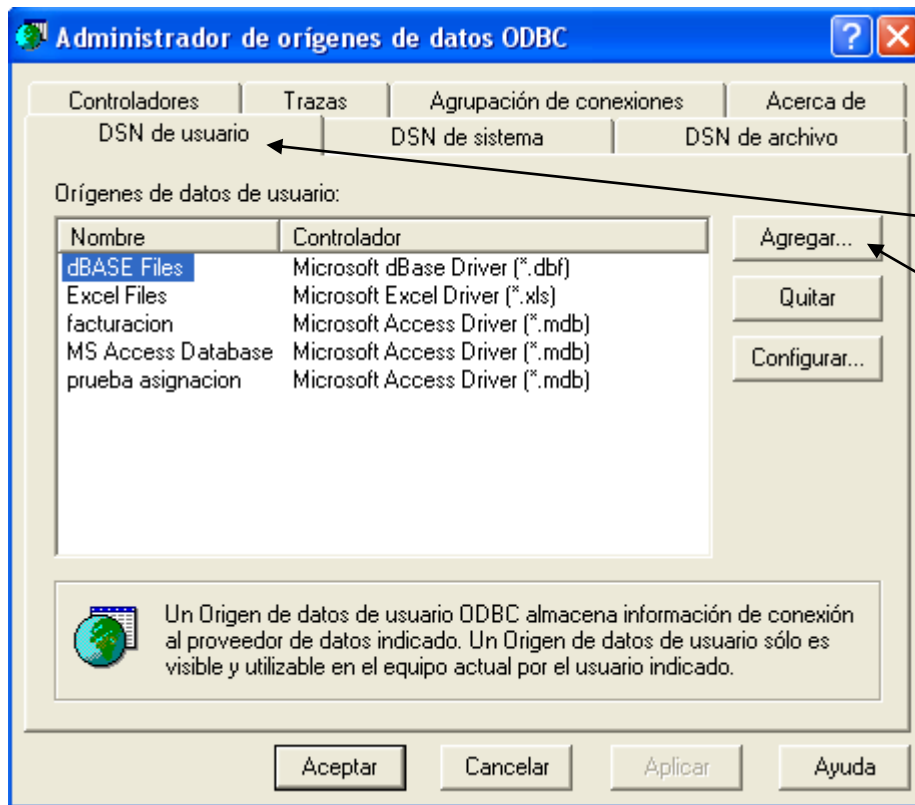 Administrador de orígenes de datos ODBC
Controladores Trazas Agrupación de conexiones Acerca de
DSN de usuario DSN de sistema DSN de archivo
Orígenes de datos de usuario:
Nombre Controlador
dBASE Files Microsoft dBase Driver (*.dbf)
Excel Files Microsoft Excel Driver (*.xls)
facturacion Microsoft Access Driver (*.mdb)
MS Access Database Microsoft Access Driver (*.mdb)
prueba asignacion Microsoft Access Driver (*.mdb)
Agregar...
Quitar
Configurar...
Un Origen de datos de usuario ODBC almacena información de conexión
al proveedor de datos indicado. Un Origen de datos de usuario sólo es
visible y utilizable en el equipo actual por el usuario indicado.
Aceptar Cancelar Aplicar Ayuda